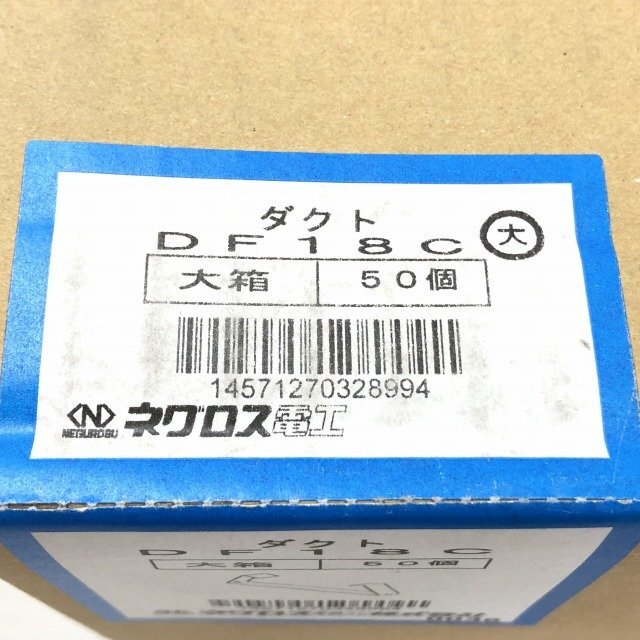 ダクト
DF18C 大
大箱 50個
14571270328994
NEGUROSU ネグロス電工
ダクト
DF18C
大箱 50個